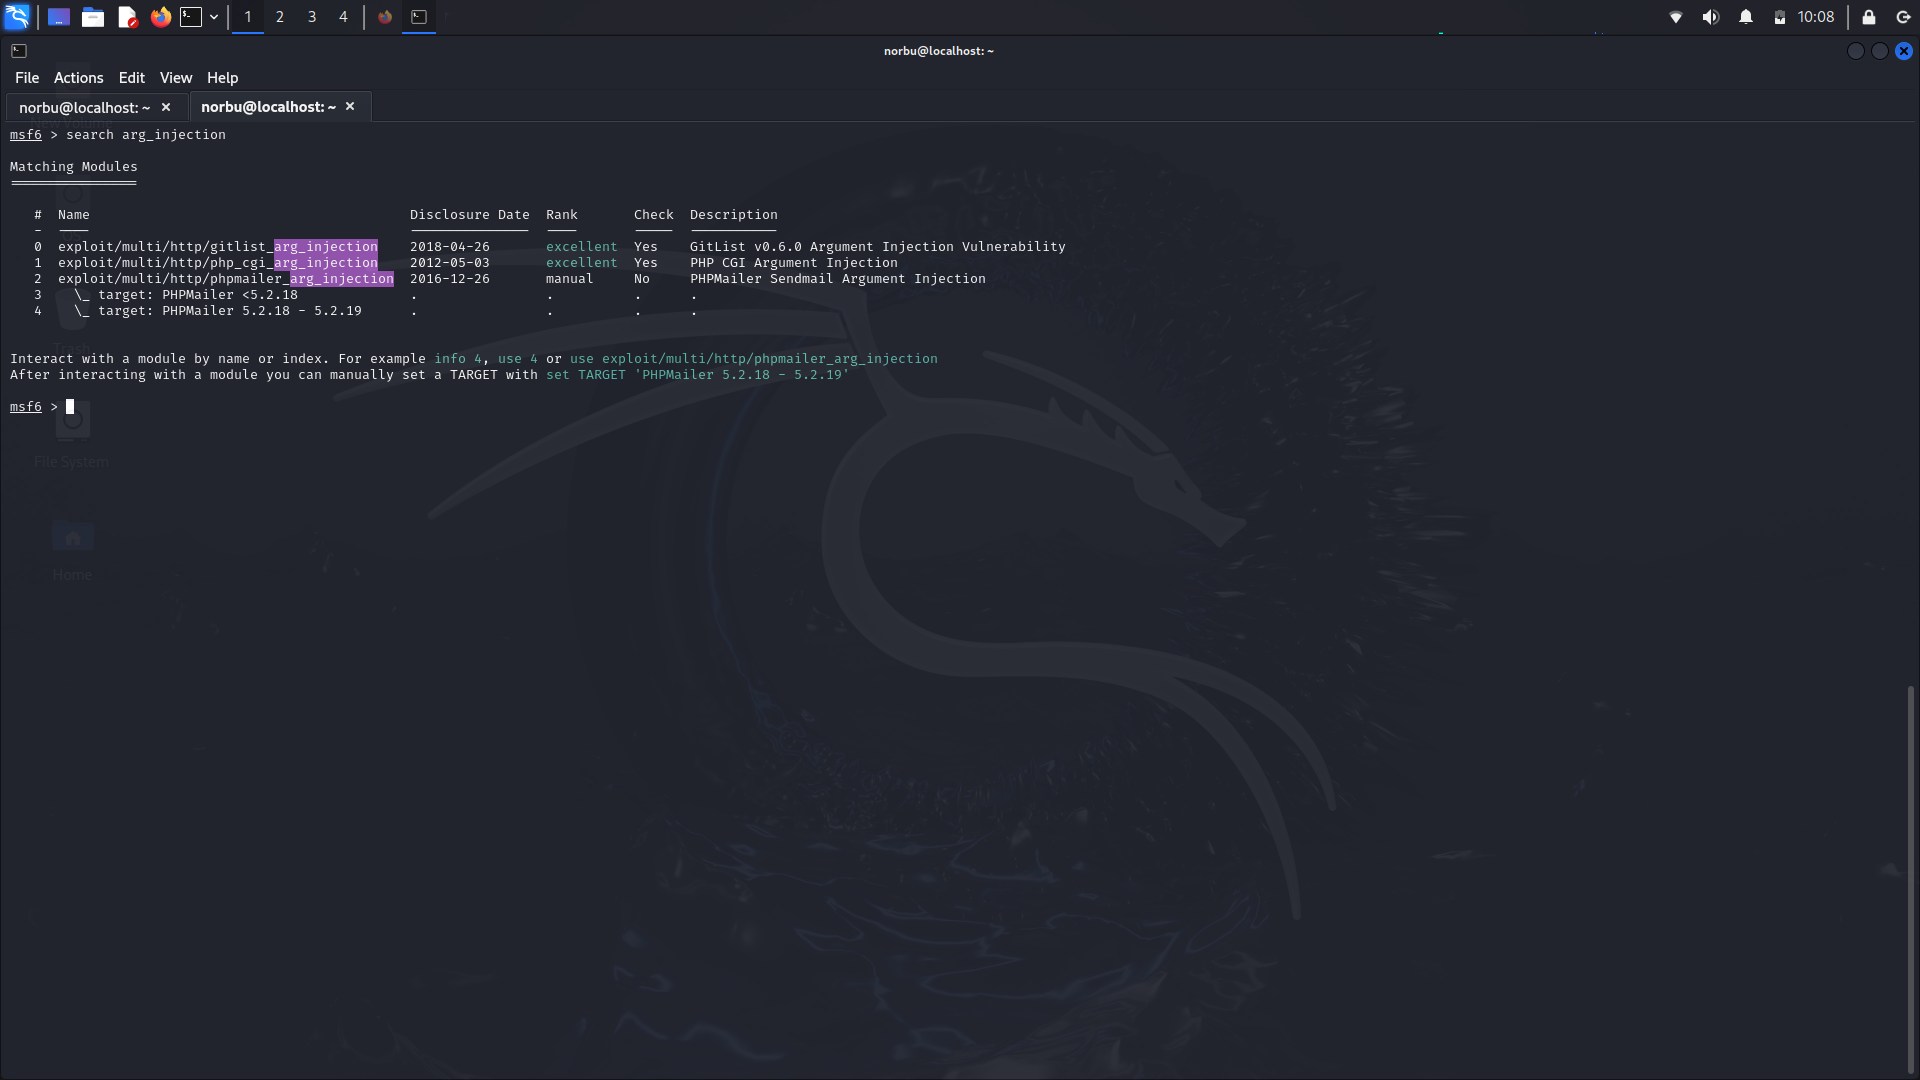 1 2 3 4 10:08
norbu@localhost: ~
File Actions Edit View Help
norbu@localhost: ~ × norbu@localhost: ~ ×
msf6 > search arg_injection
Matching Modules
================
# Name Disclosure Date Rank Check Description
- ---- --------------- ---- ----- -----------
0 exploit/multi/http/gitlist_arg_injection 2018-04-26 excellent Yes GitList v0.6.0 Argument Injection Vulnerability
1 exploit/multi/http/php_cgi_arg_injection 2012-05-03 excellent Yes PHP CGI Argument Injection
2 exploit/multi/http/phpmailer_arg_injection 2016-12-26 manual No PHPMailer Sendmail Argument Injection
3 \_ target: PHPMailer <5.2.18 . . . .
4 \_ target: PHPMailer 5.2.18 - 5.2.19 . . . .
Trash
Interact with a module by name or index. For example info 4, use 4 or use exploit/multi/http/phpmailer_arg_injection
After interacting with a module you can manually set a TARGET with set TARGET 'PHPMailer 5.2.18 - 5.2.19'
msf6 >
File System
Home